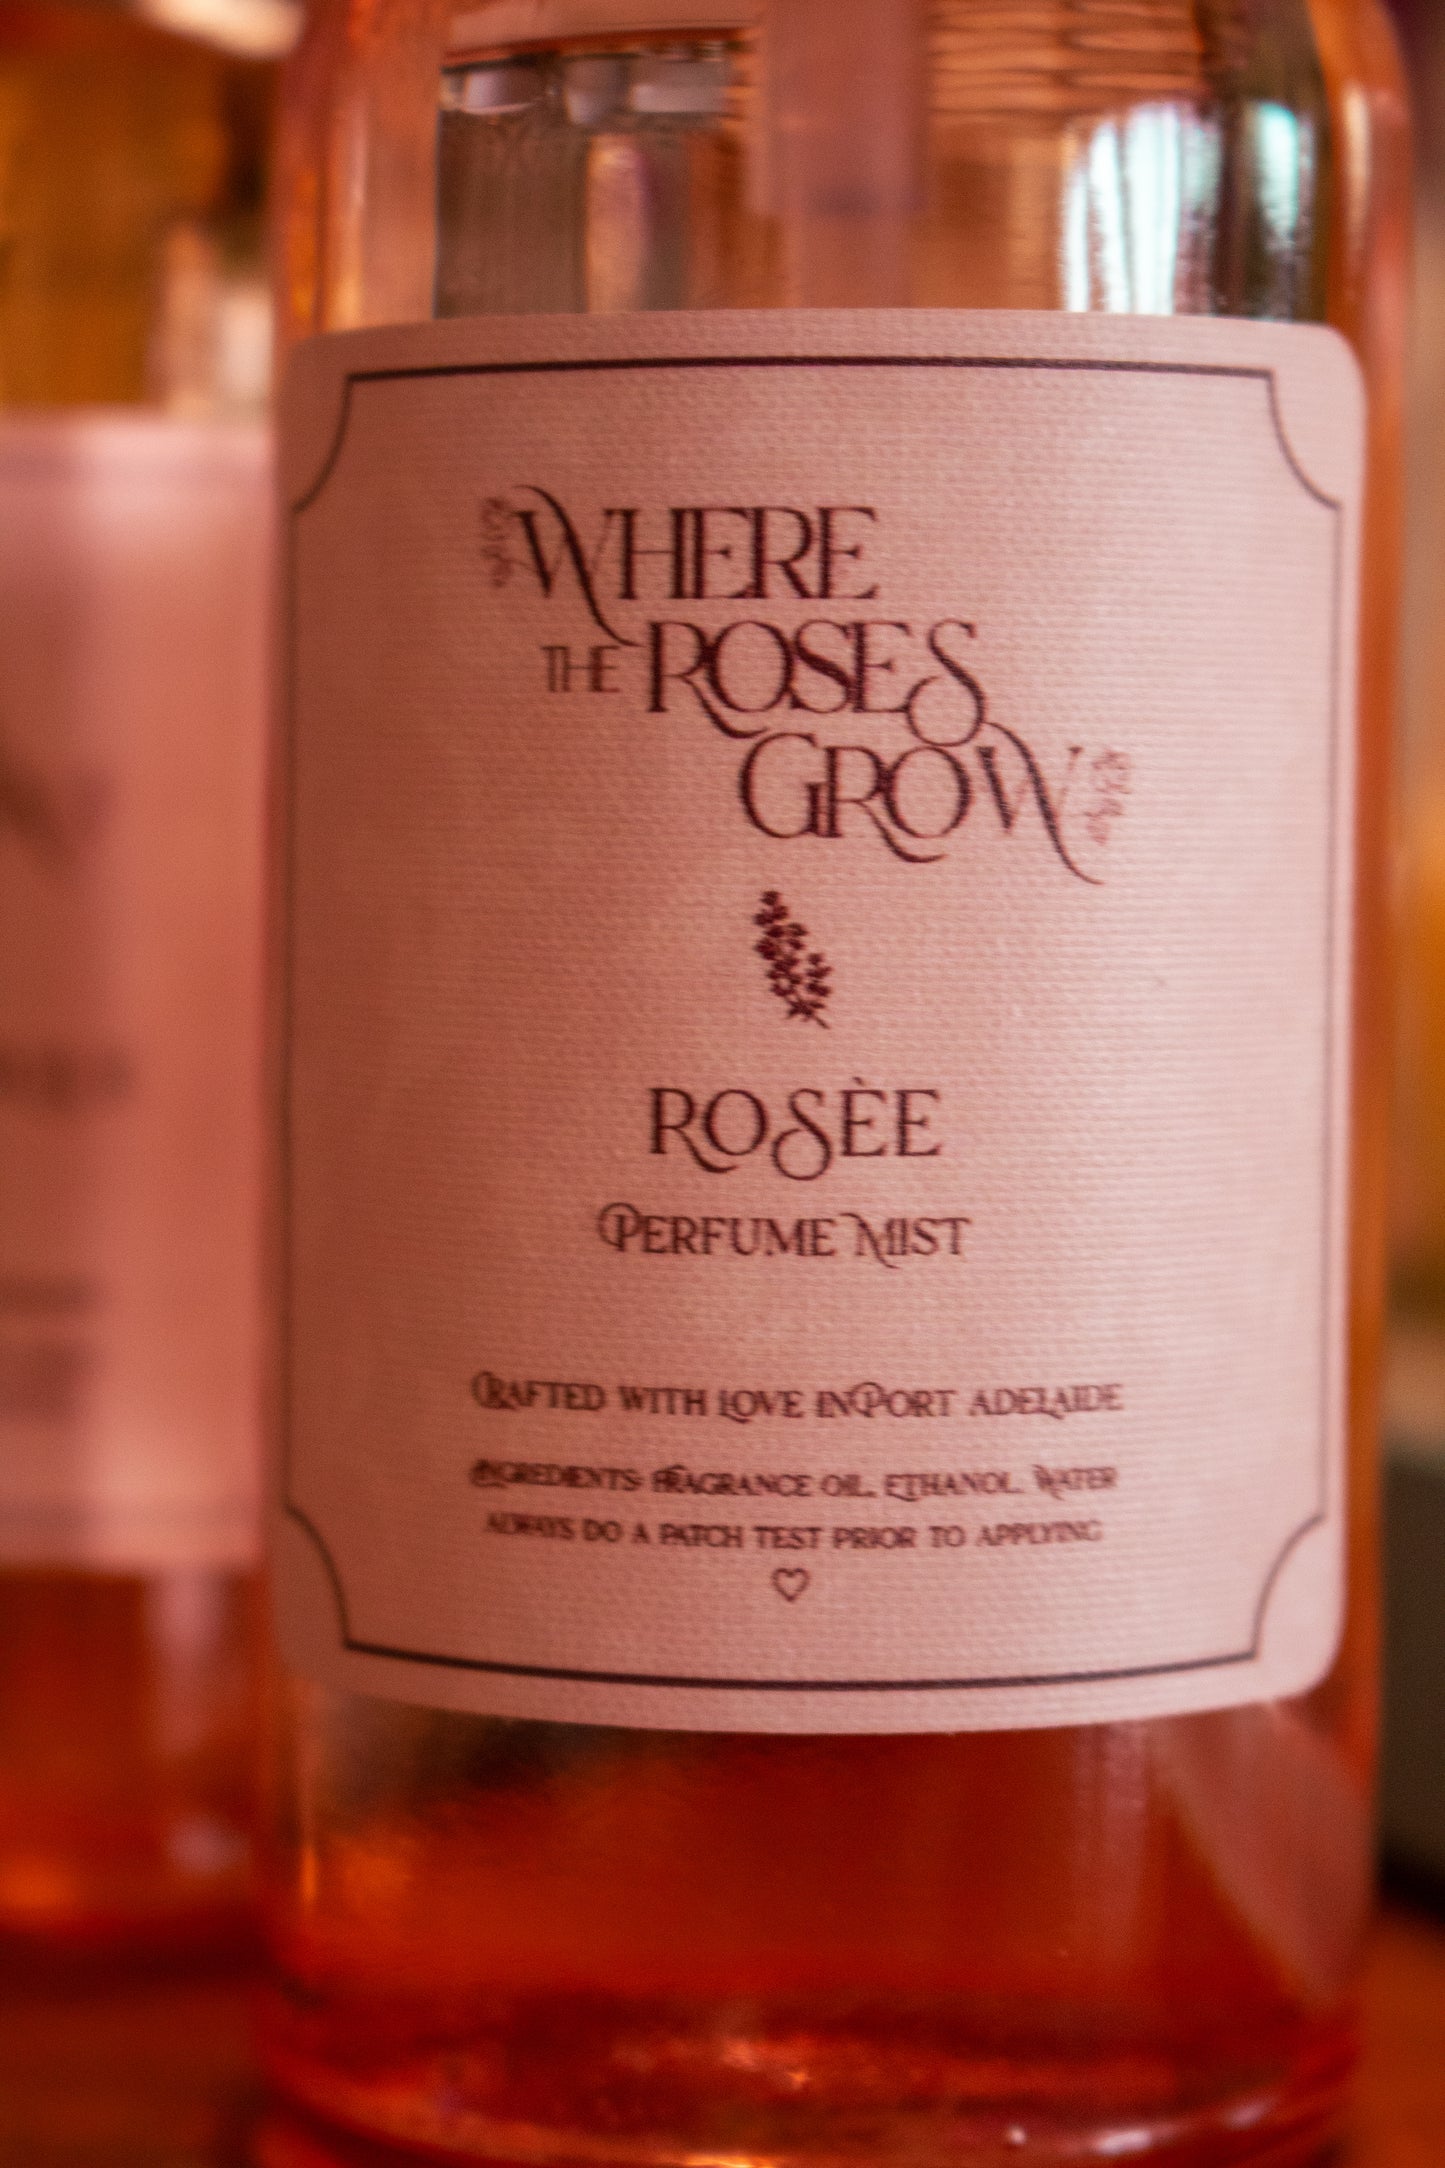 WHERE
THE ROSES
GROW
ROSÈE
PERFUME MIST
CRAFTED WITH LOVE IN PORT ADELAIDE
INGREDIENTS: FRAGRANCE OIL, ETHANOL, WATER
ALWAYS DO A PATCH TEST PRIOR TO APPLYING